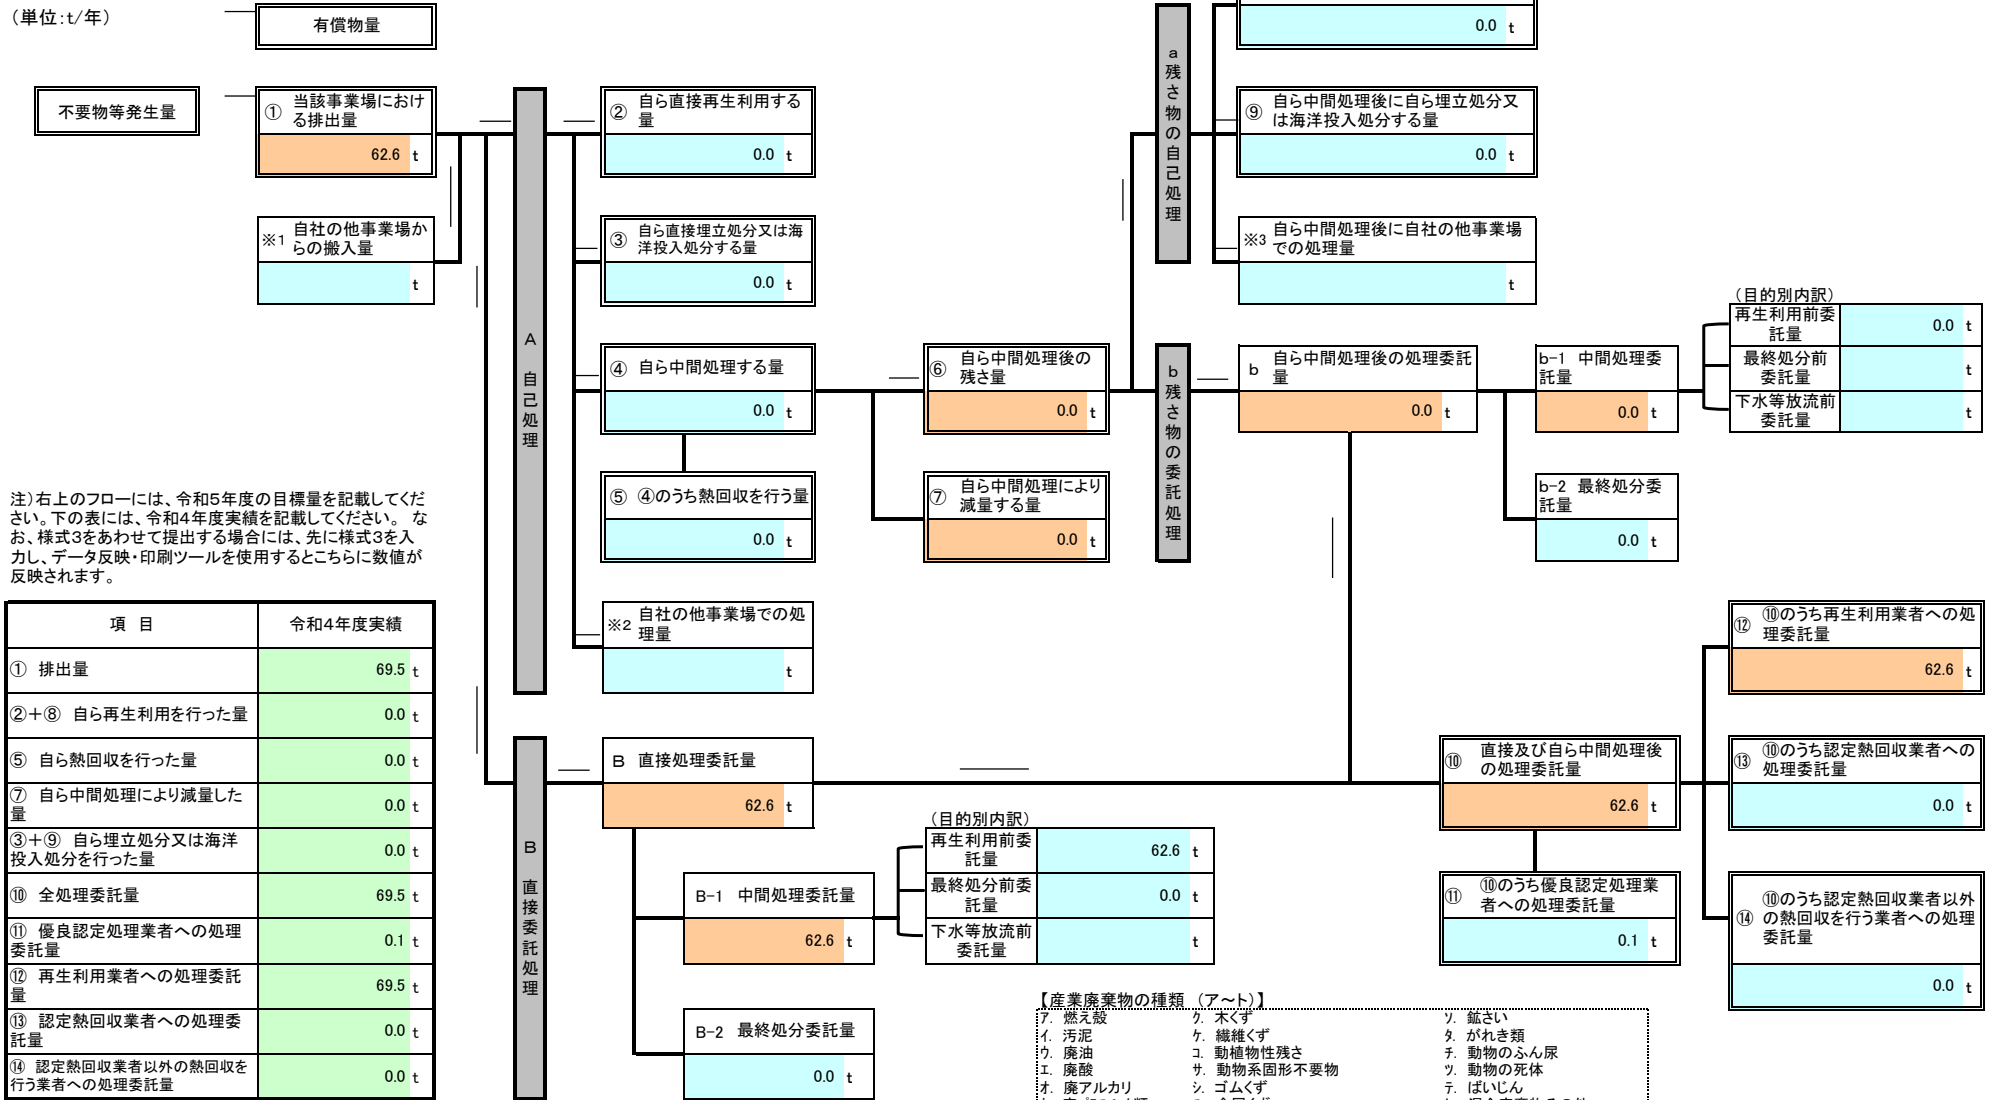 （単位:t/年）
有償物量
不要物等発生量
① 当該事業場におけ
る排出量
62.6 t
※1 自社の他事業場か
らの搬入量
t
A 自己処理
② 自ら直接再生利用する
量
0.0 t
③ 自ら直接埋立処分又は海
洋投入処分する量
0.0 t
④ 自ら中間処理する量
0.0 t
⑤ ④のうち熱回収を行う量
0.0 t
※2 自社の他事業場での処
理量
t
⑥ 自ら中間処理後の
残さ量
0.0 t
⑦ 自ら中間処理により
減量する量
0.0 t
a 残さ物の自己処理
0.0 t
⑨ 自ら中間処理後に自ら埋立処分又
は海洋投入処分する量
0.0 t
※3 自ら中間処理後に自社の他事業場
での処理量
t
b 残さ物の委託処理
b 自ら中間処理後の処理委託
量
0.0 t
b-1 中間処理委
託量
0.0 t
b-2 最終処分委
託量
0.0 t
（目的別内訳）
再生利用前委
託量
0.0 t
最終処分前
委託量
t
下水等放流前
委託量
t
注）右上のフローには、令和5年度の目標量を記載してくだ
さい。下の表には、令和4年度実績を記載してください。 な
お、様式3をあわせて提出する場合には、先に様式3を入
力し、データ反映・印刷ツールを使用するとこちらに数値が
反映されます。
項 目 令和4年度実績
① 排出量 69.5 t
②＋⑧ 自ら再生利用を行った量 0.0 t
⑤ 自ら熱回収を行った量 0.0 t
⑦ 自ら中間処理により減量した
量 0.0 t
③＋⑨ 自ら埋立処分又は海洋
投入処分を行った量 0.0 t
⑩ 全処理委託量 69.5 t
⑪ 優良認定処理業者への処理
委託量 0.1 t
⑫ 再生利用業者への処理委託
量 69.5 t
⑬ 認定熱回収業者への処理委
託量 0.0 t
⑭ 認定熱回収業者以外の熱回収を
行う業者への処理委託量 0.0 t
B 直接委託処理
B 直接処理委託量
62.6 t
B-1 中間処理委託量
62.6 t
B-2 最終処分委託量
0.0 t
（目的別内訳）
再生利用前委
託量
62.6 t
最終処分前委
託量
0.0 t
下水等放流前
委託量
t
⑩ 直接及び自ら中間処理後
の処理委託量
62.6 t
⑪ ⑩のうち優良認定処理業
者への処理委託量
0.1 t
⑫ ⑩のうち再生利用業者への処
理委託量
62.6 t
⑬ ⑩のうち認定熱回収業者への
処理委託量
0.0 t
⑭ ⑩のうち認定熱回収業者以外
の熱回収を行う業者への処理
委託量
0.0 t
【産業廃棄物の種類 （ア～ト）】
ア. 燃え殻 ク. 木くず ソ. 鉱さい
イ. 汚泥 ケ. 繊維くず タ. がれき類
ウ. 廃油 コ. 動植物性残さ チ. 動物のふん尿
エ. 廃酸 サ. 動物系固形不要物 ツ. 動物の死体
オ. 廃アルカリ シ. ゴムくず テ. ばいじん